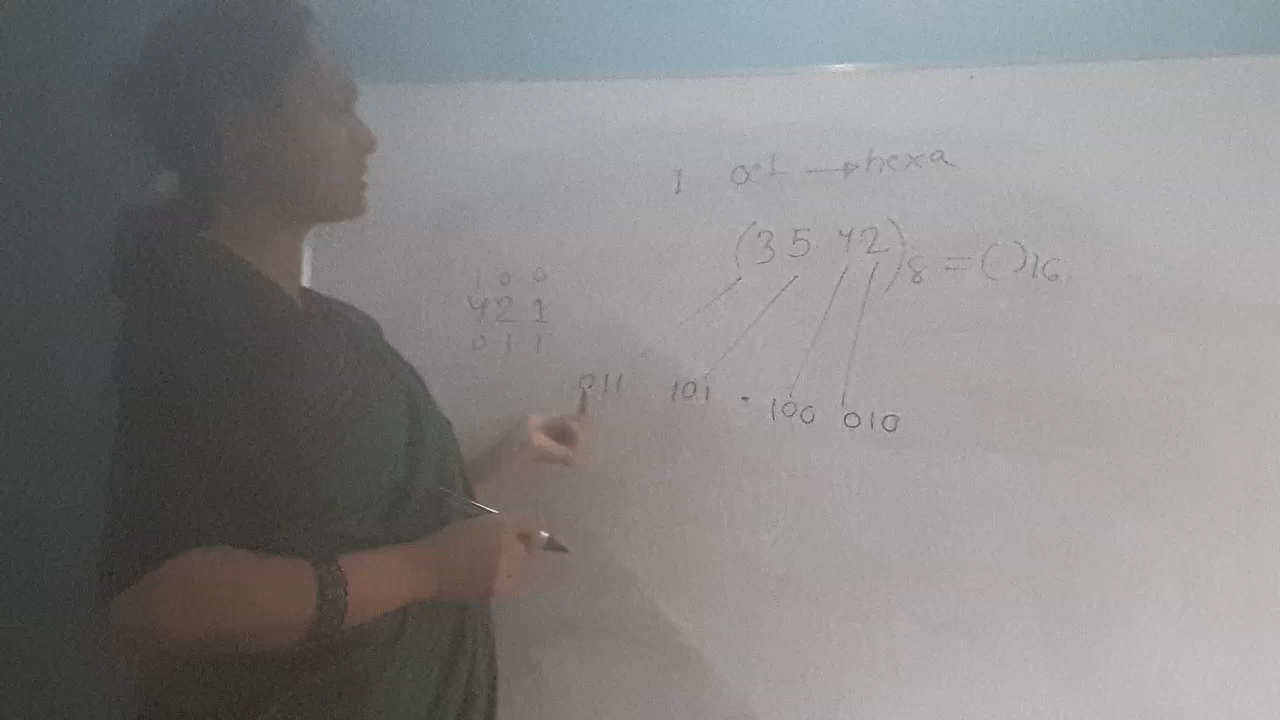 1 oct → hexa
(35 42)8 = ( )16
1 0 0
4 2 1
0 1 1
011 101 . 100 010